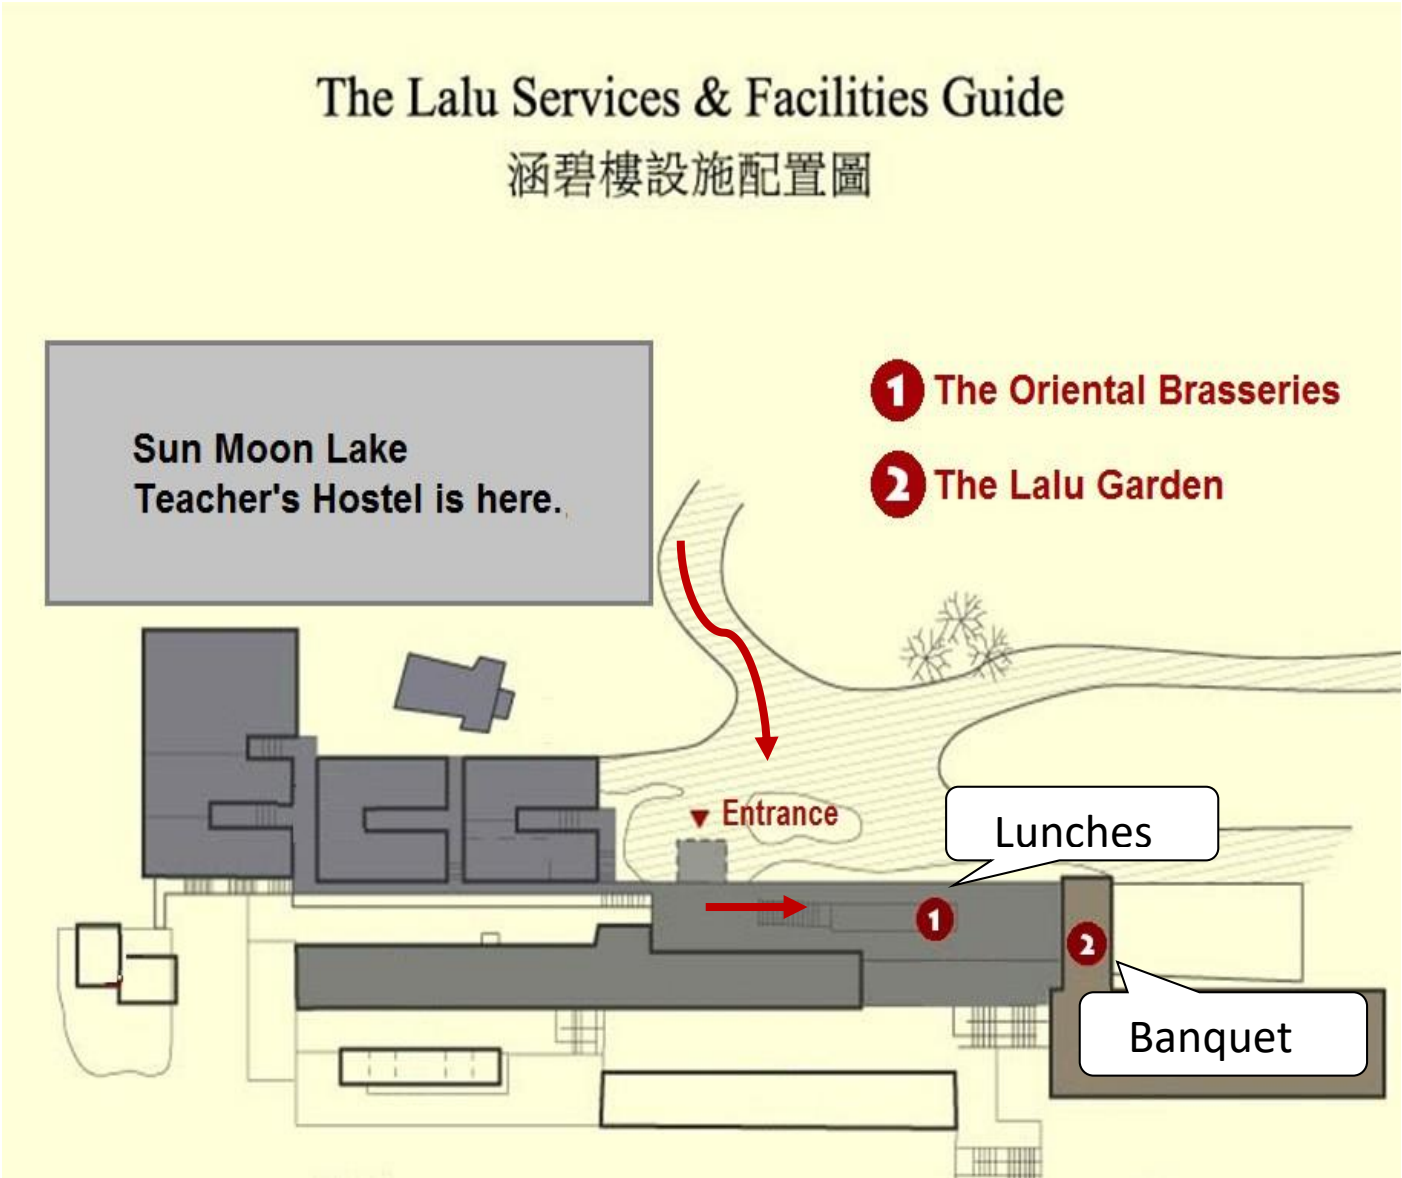 The Lalu Services & Facilities Guide
涵碧樓設施配置圖
Sun Moon Lake
Teacher's Hostel is here.
1 The Oriental Brasseries
2 The Lalu Garden
Entrance
Lunches
1
2
Banquet